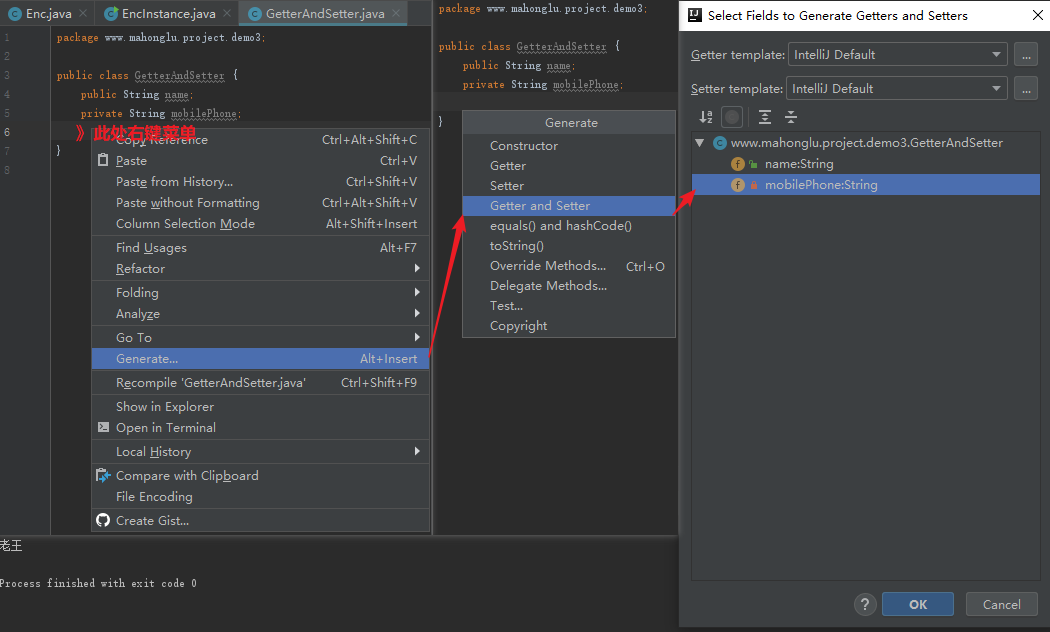 Enc.java
EncInstance.java
GetterAndSetter.java
1
package www.mahonglu.project.demo3;
2
3
public class GetterAndSetter {
4
public String name;
5
private String mobilePhone;
6
》此处右键菜单
7
}
8
Copy Reference Ctrl+Alt+Shift+C
Paste Ctrl+V
Paste from History... Ctrl+Shift+V
Paste without Formatting Ctrl+Alt+Shift+V
Column Selection Mode Alt+Shift+Insert
Find Usages Alt+F7
Refactor
Folding
Analyze
Go To
Generate... Alt+Insert
Recompile 'GetterAndSetter.java' Ctrl+Shift+F9
Show in Explorer
Open in Terminal
Local History
Compare with Clipboard
File Encoding
Create Gist...
老王
Process finished with exit code 0
package www.mahonglu.project.demo3;
public class GetterAndSetter {
public String name;
private String mobilePhone;
}
Generate
Constructor
Getter
Setter
Getter and Setter
equals() and hashCode()
toString()
Override Methods... Ctrl+O
Delegate Methods...
Test...
Copyright
Select Fields to Generate Getters and Setters
Getter template: IntelliJ Default ...
Setter template: IntelliJ Default ...
www.mahonglu.project.demo3.GetterAndSetter
name:String
mobilePhone:String
? OK Cancel